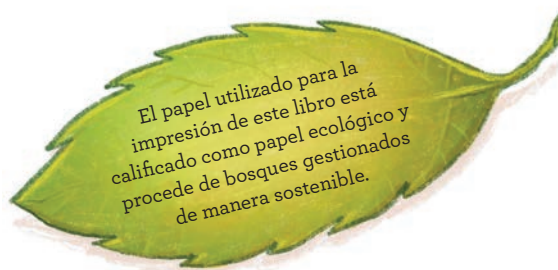 El papel utilizado para la
impresión de este libro está
calificado como papel ecológico y
procede de bosques gestionados
de manera sostenible.